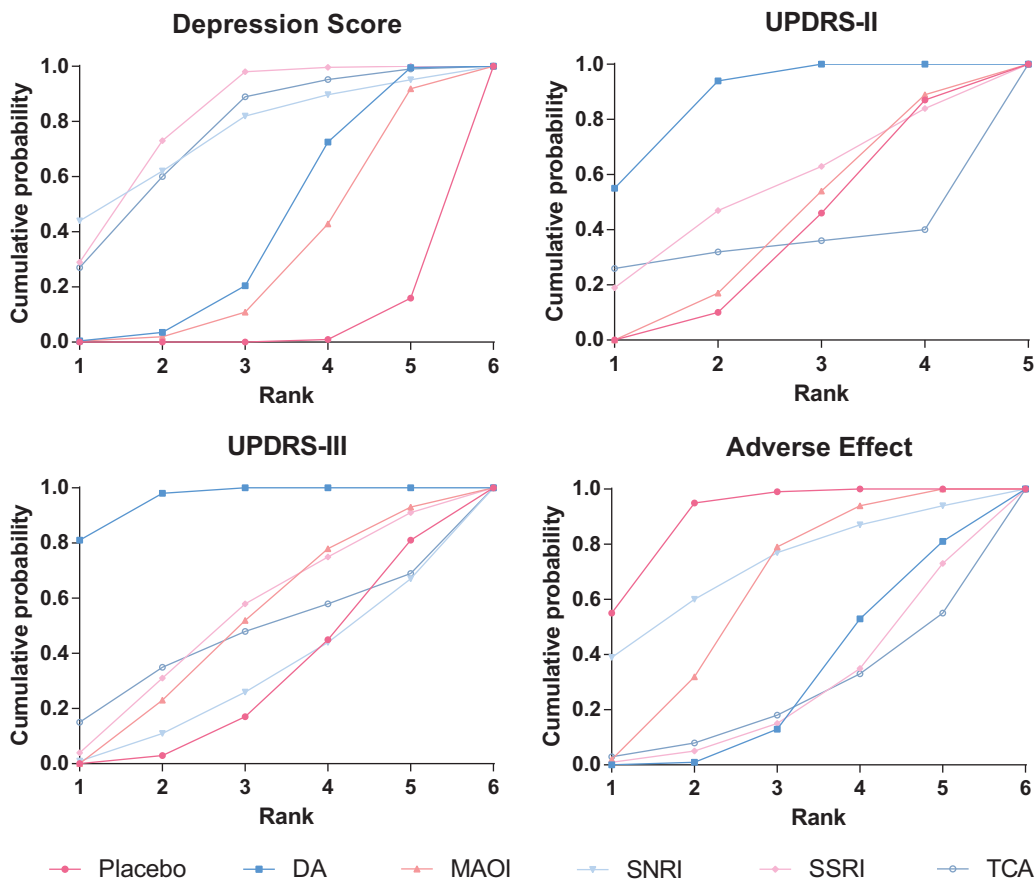 Depression Score
UPDRS-II
1.0
0.8
0.6
0.4
0.2
0.0
Cumulative probability
1 2 3 4 5 6
Rank
1.0
0.8
0.6
0.4
0.2
0.0
Cumulative probability
1 2 3 4 5
Rank
UPDRS-III
Adverse Effect
1.0
0.8
0.6
0.4
0.2
0.0
Cumulative probability
1 2 3 4 5 6
Rank
1.0
0.8
0.6
0.4
0.2
0.0
Cumulative probability
1 2 3 4 5 6
Rank
Placebo DA MAOI SNRI SSRI TCA